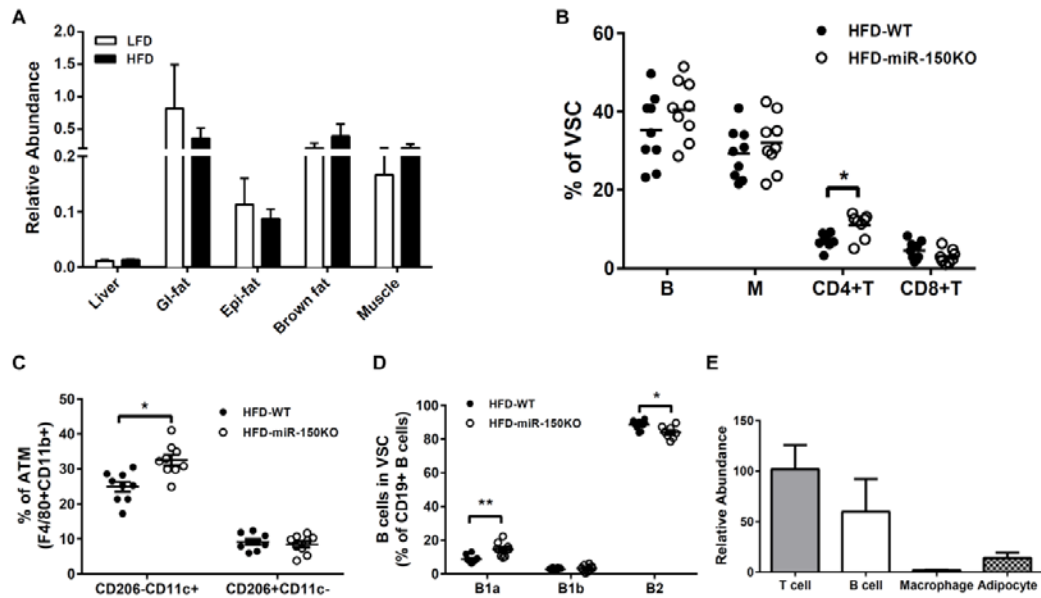 A
Relative Abundance
2.0
1.5
1.0
0.5
0.2
0.1
0.0
LFD
HFD
Liver
GI-fat
Epi-fat
Brown fat
Muscle
B
% of VSC
60
40
20
0
HFD-WT
HFD-miR-150KO
*
B
M
CD4+T
CD8+T
C
% of ATM
(F4/80+CD11b+)
50
40
30
20
10
0
HFD-WT
HFD-miR-150KO
*
CD206-CD11c+
CD206+CD11c-
D
B cells in VSC
(% of CD19+ B cells)
100
80
60
40
20
0
HFD-WT
HFD-miR-150KO
**
*
B1a
B1b
B2
E
Relative Abundance
150
100
50
0
T cell
B cell
Macrophage
Adipocyte